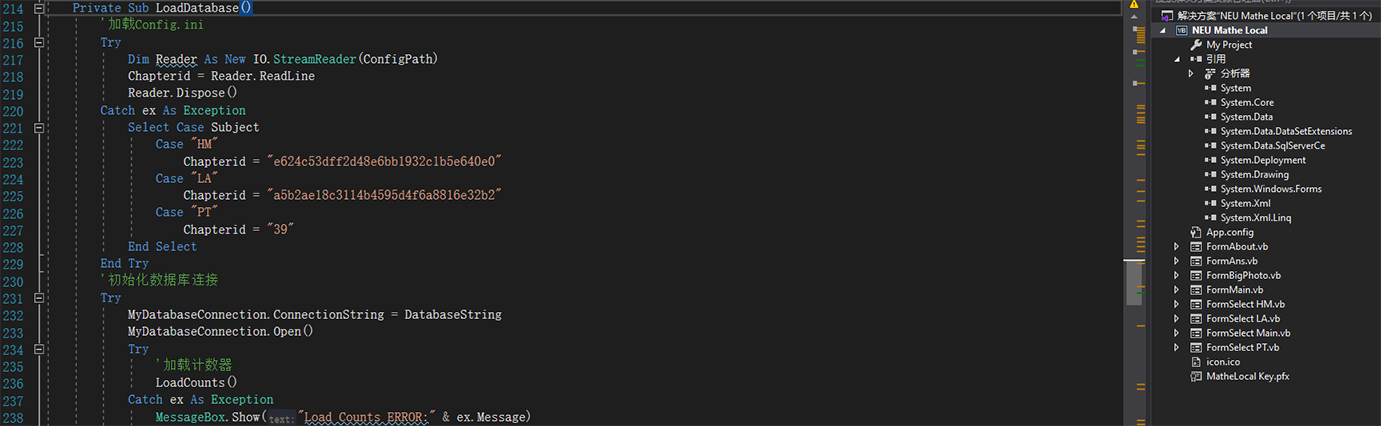 214 Private Sub LoadDatabase()
215 '加载Config.ini
216 Try
217 Dim Reader As New IO.StreamReader(ConfigPath)
218 Chapterid = Reader.ReadLine
219 Reader.Dispose()
220 Catch ex As Exception
221 Select Case Subject
222 Case "HM"
223 Chapterid = "e624c53dff2d48e6bb1932c1b5e640e0"
224 Case "LA"
225 Chapterid = "a5b2ae18c3114b4595d4f6a8816e32b2"
226 Case "PT"
227 Chapterid = "39"
228 End Select
229 End Try
230 '初始化数据库连接
231 Try
232 MyDatabaseConnection.ConnectionString = DatabaseString
233 MyDatabaseConnection.Open()
234 Try
235 '加载计数器
236 LoadCounts()
237 Catch ex As Exception
238 MessageBox.Show(text:"Load Counts ERROR:" & ex.Message)
解决方案"NEU Mathe Local"(1 个项目/共 1 个)
VB NEU Mathe Local
My Project
引用
分析器
System
System.Core
System.Data
System.Data.DataSetExtensions
System.Data.SqlServerCe
System.Deployment
System.Drawing
System.Windows.Forms
System.Xml
System.Xml.Linq
App.config
FormAbout.vb
FormAns.vb
FormBigPhoto.vb
FormMain.vb
FormSelect HM.vb
FormSelect LA.vb
FormSelect Main.vb
FormSelect PT.vb
icon.ico
MatheLocal Key.pfx